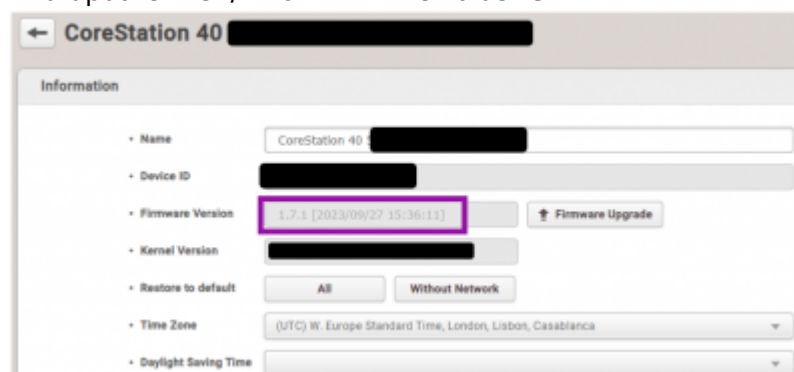 CoreStation 40
Information
Name CoreStation 40
Device ID
Firmware Version 1.7.1 [2023/09/27 15:36:11] Firmware Upgrade
Kernel Version
Restore to default All Without Network
Time Zone (UTC) W. Europe Standard Time, London, Lisbon, Casablanca
Daylight Saving Time